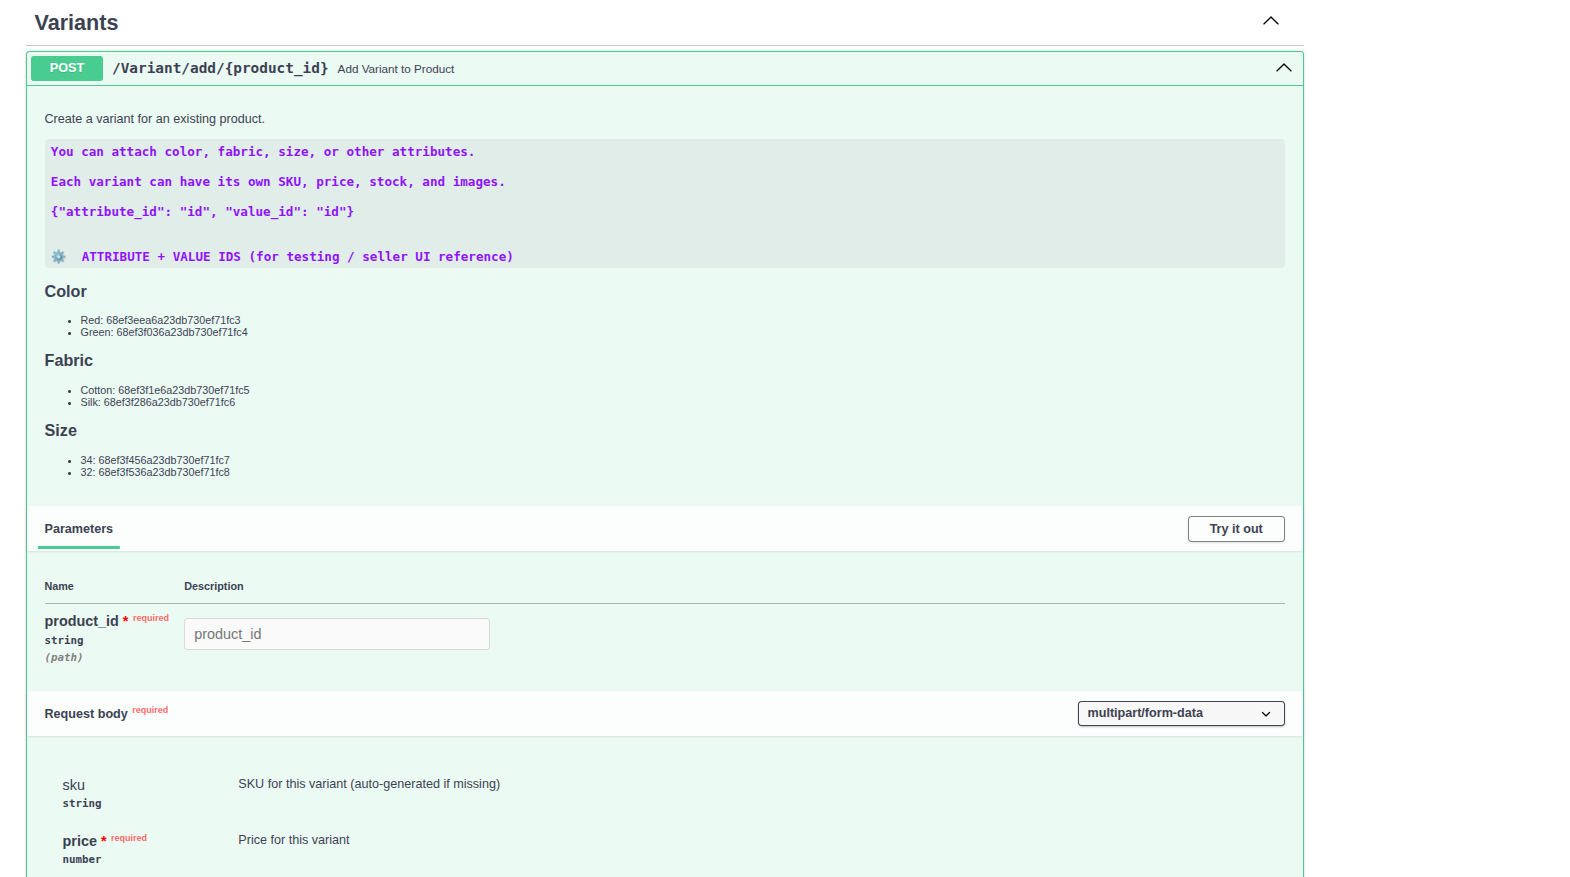 Variants
POST /Variant/add/{product_id} Add Variant to Product
Create a variant for an existing product.
You can attach color, fabric, size, or other attributes.
Each variant can have its own SKU, price, stock, and images.
{"attribute_id": "id", "value_id": "id"}
⚙️ ATTRIBUTE + VALUE IDS (for testing / seller UI reference)
Color
• Red: 68ef3eea6a23db730ef71fc3
• Green: 68ef3f036a23db730ef71fc4
Fabric
• Cotton: 68ef3f1e6a23db730ef71fc5
• Silk: 68ef3f286a23db730ef71fc6
Size
• 34: 68ef3f456a23db730ef71fc7
• 32: 68ef3f536a23db730ef71fc8
Parameters Try it out
Name Description
product_id * required
string
(path)
product_id
Request body required multipart/form-data
sku SKU for this variant (auto-generated if missing)
string
price * required Price for this variant
number